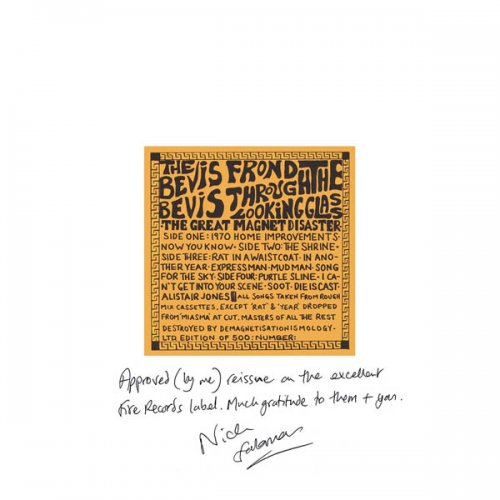 THE BEVIS FROND
BEVIS THROUGH THE
LOOKING GLASS
·THE GREAT MAGNET DISASTER·
SIDE ONE: 1970 HOME IMPROVEMENTS·
NOW YOU KNOW· SIDE TWO: THE SHRINE·
SIDE THREE: RAT IN A WAISTCOAT· IN ANO-
THER YEAR· EXPRESS MAN· MUD MAN· SONG
FOR THE SKY· SIDE FOUR: PURTLE SLINE· I CA-
N'T GET INTO YOUR SCENE· SOOT· DIE IS CAST·
ALISTAIR JONES ALL SONGS TAKEN FROM ROUGH
MIX CASSETTES, EXCEPT 'RAT' & 'YEAR' DROPPED
FROM 'MIASMA' AT CUT. MASTERS OF ALL THE REST
DESTROYED BY DEMAGNETISATIONISMOLOGY·
LTD EDITION OF 500: NUMBER:
Approved (by me) reissue on the excellent
Fire Records label. Much gratitude to them + you.
Nick
Saloman